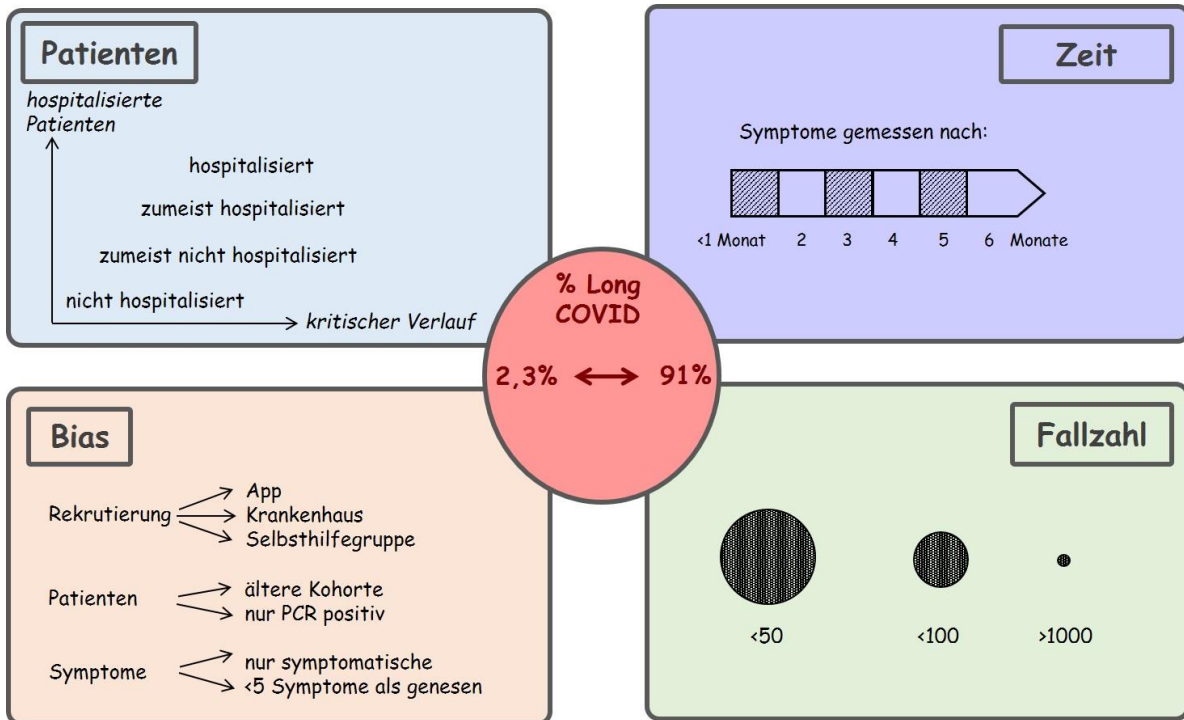 Patienten
hospitalisierte
Patienten
hospitalisiert
zumeist hospitalisiert
zumeist nicht hospitalisiert
nicht hospitalisiert
kritischer Verlauf
Zeit
Symptome gemessen nach:
<1 Monat 2 3 4 5 6 Monate
% Long
COVID
2,3% ↔ 91%
Bias
Rekrutierung
App
Krankenhaus
Selbsthilfegruppe
Patienten
ältere Kohorte
nur PCR positiv
Symptome
nur symptomatische
<5 Symptome als genesen
Fallzahl
<50 <100 >1000